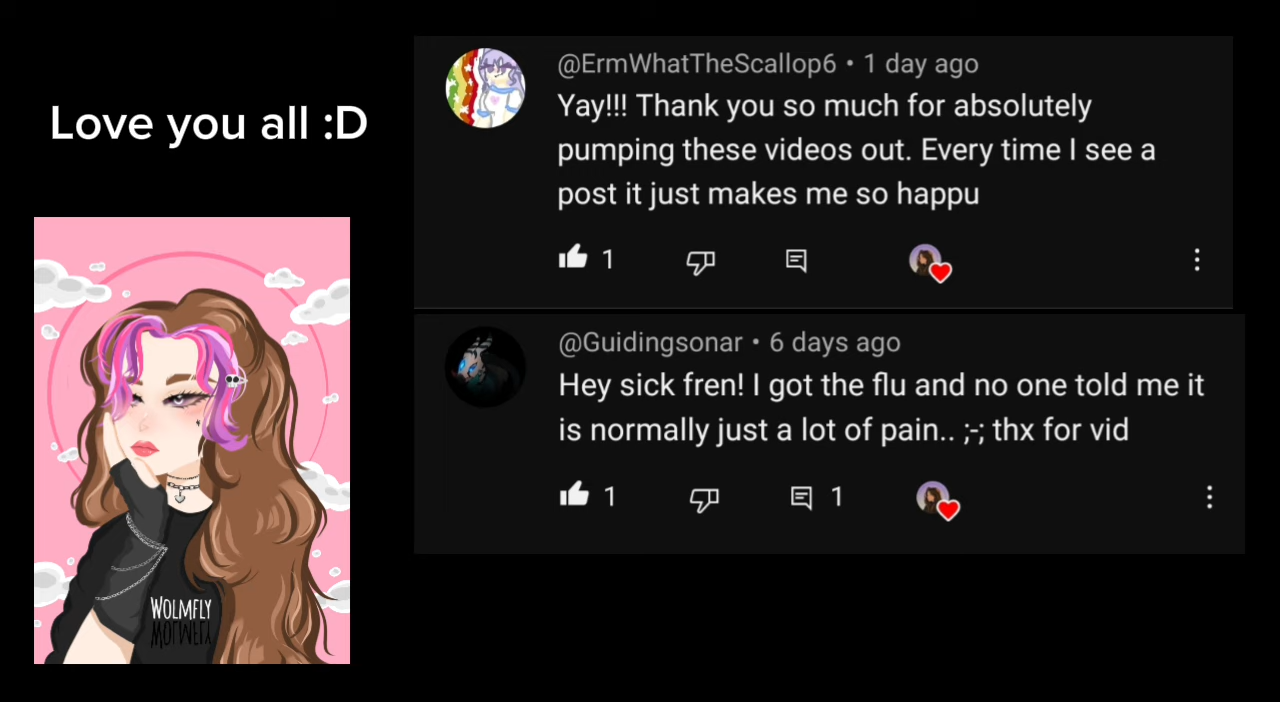 Love you all :D
@ErmWhatTheScallop6 • 1 day ago
Yay!!! Thank you so much for absolutely
pumping these videos out. Every time I see a
post it just makes me so happu
1
@Guidingsonar • 6 days ago
Hey sick fren! I got the flu and no one told me it
is normally just a lot of pain.. ;-; thx for vid
1 1
WOLMFLY
WOLMFLY